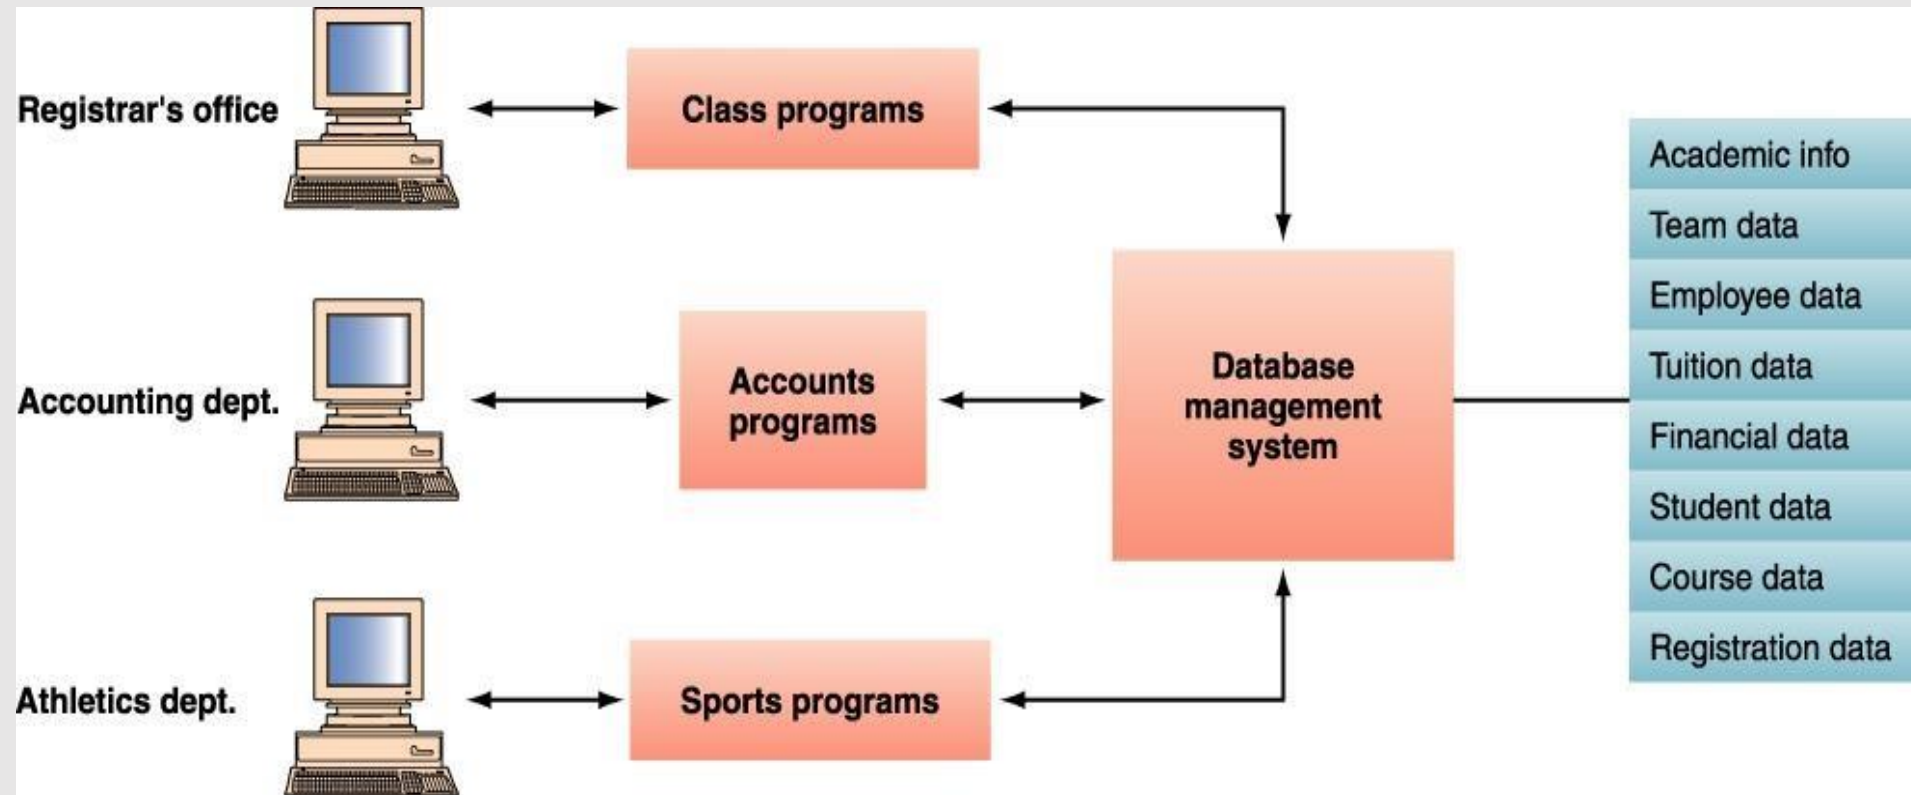 Registrar's office
Class programs
Accounting dept.
Accounts
programs
Database
management
system
Athletics dept.
Sports programs
Academic info
Team data
Employee data
Tuition data
Financial data
Student data
Course data
Registration data